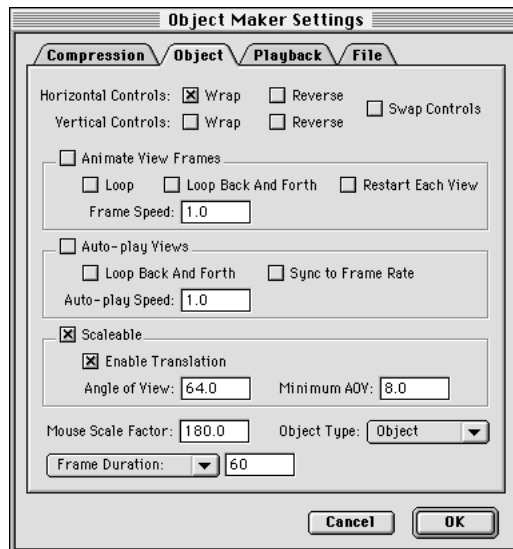 Object Maker Settings
Compression Object Playback File
Horizontal Controls: Wrap Reverse
Swap Controls
Vertical Controls: Wrap Reverse
Animate View Frames
Loop Loop Back And Forth Restart Each View
Frame Speed: 1.0
Auto-play Views
Loop Back And Forth Sync to Frame Rate
Auto-play Speed: 1.0
Scaleable
Enable Translation
Angle of View: 64.0 Minimum AOV: 8.0
Mouse Scale Factor: 180.0 Object Type: Object
Frame Duration: 60
Cancel OK